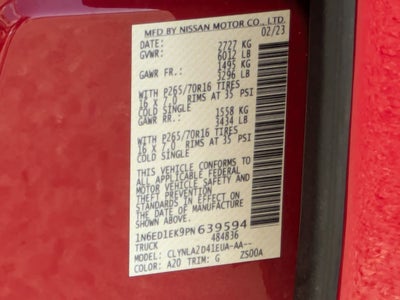 MFD BY NISSAN MOTOR CO., LTD.
DATE: 02/23
GVWR: 2727 KG
6012 LB
GAWR FR.: 1495 KG
3296 LB
WITH P265/70R16 TIRES
16 X 7.0 RIMS AT 35 PSI
COLD SINGLE
GAWR RR.: 1558 KG
3434 LB
WITH P265/70R16 TIRES
16 X 7.0 RIMS AT 35 PSI
COLD SINGLE
THIS VEHICLE CONFORMS TO
ALL APPLICABLE FEDERAL
MOTOR VEHICLE SAFETY
AND THEFT PREVENTION
STANDARDS IN EFFECT ON
THE DATE OF MANUFACTURE
SHOWN ABOVE.
1N6ED1EK9PN 639594
TRUCK 484836
MODEL: CLYNLA2D41EUA-AA--
COLOR: A20 TRIM: G ZS00A